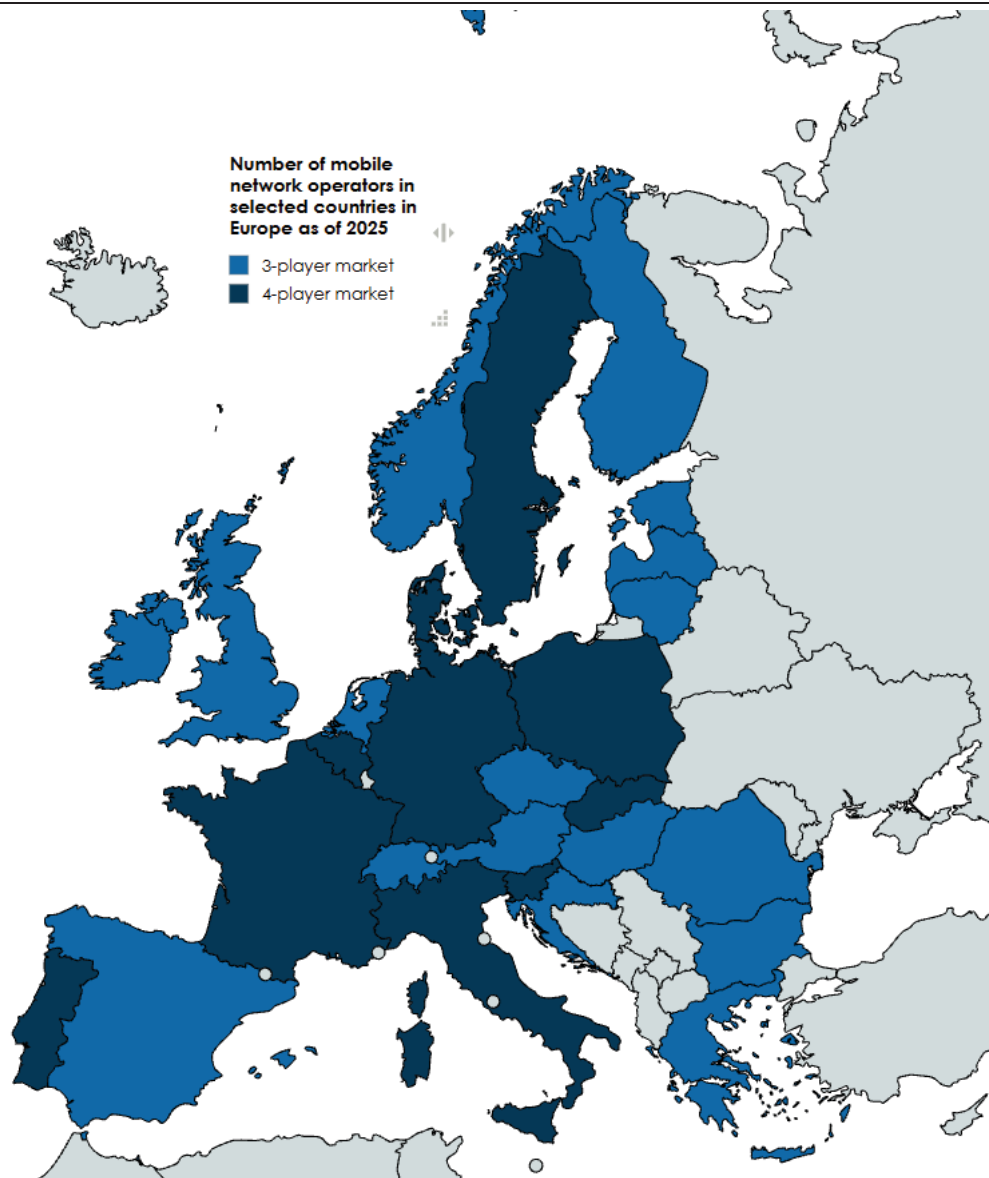 Number of mobile
network operators in
selected countries in
Europe as of 2025
3-player market
4-player market